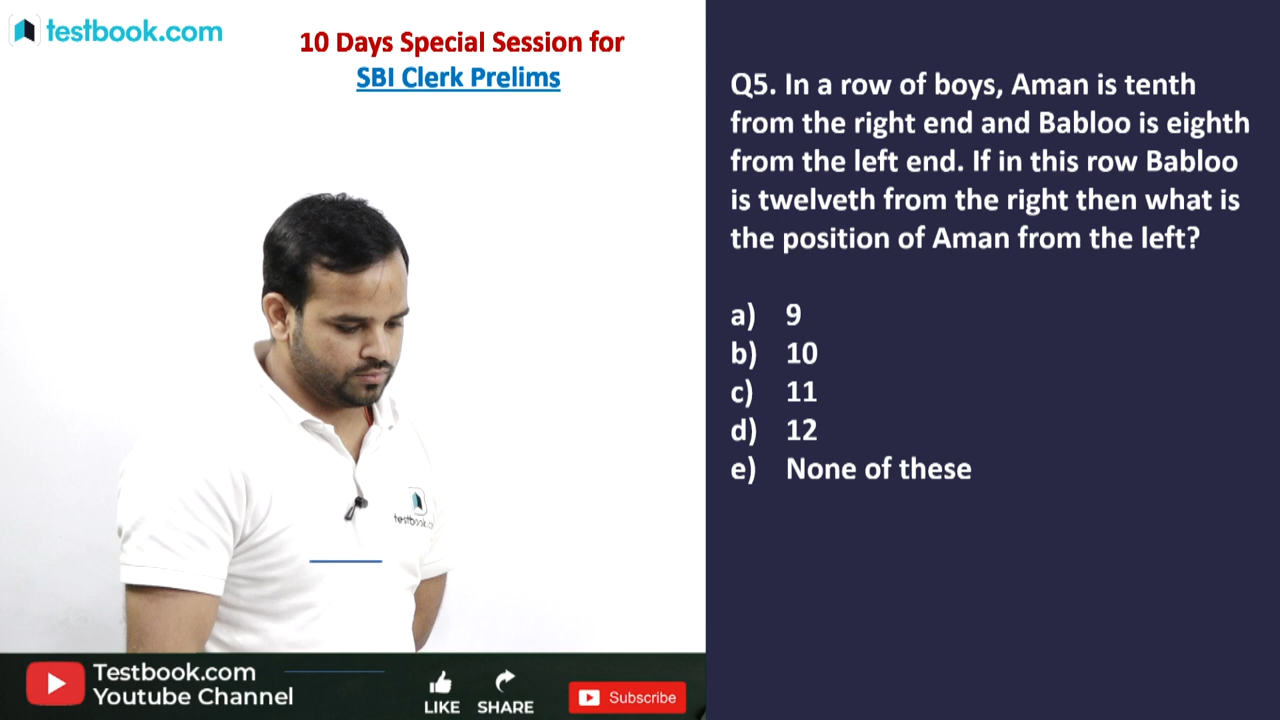 testbook.com
10 Days Special Session for
SBI Clerk Prelims
Q5. In a row of boys, Aman is tenth
from the right end and Babloo is eighth
from the left end. If in this row Babloo
is twelveth from the right then what is
the position of Aman from the left?
a) 9
b) 10
c) 11
d) 12
e) None of these
testbook.c
Testbook.com
Youtube Channel
LIKE
SHARE
Subscribe